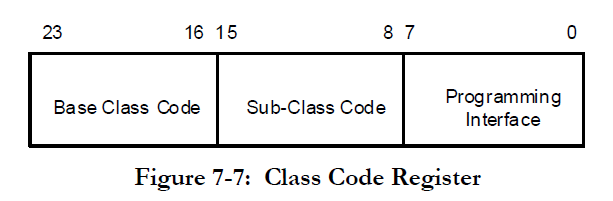 23 16 15 8 7 0
Base Class Code Sub-Class Code Programming
Interface
Figure 7-7: Class Code Register